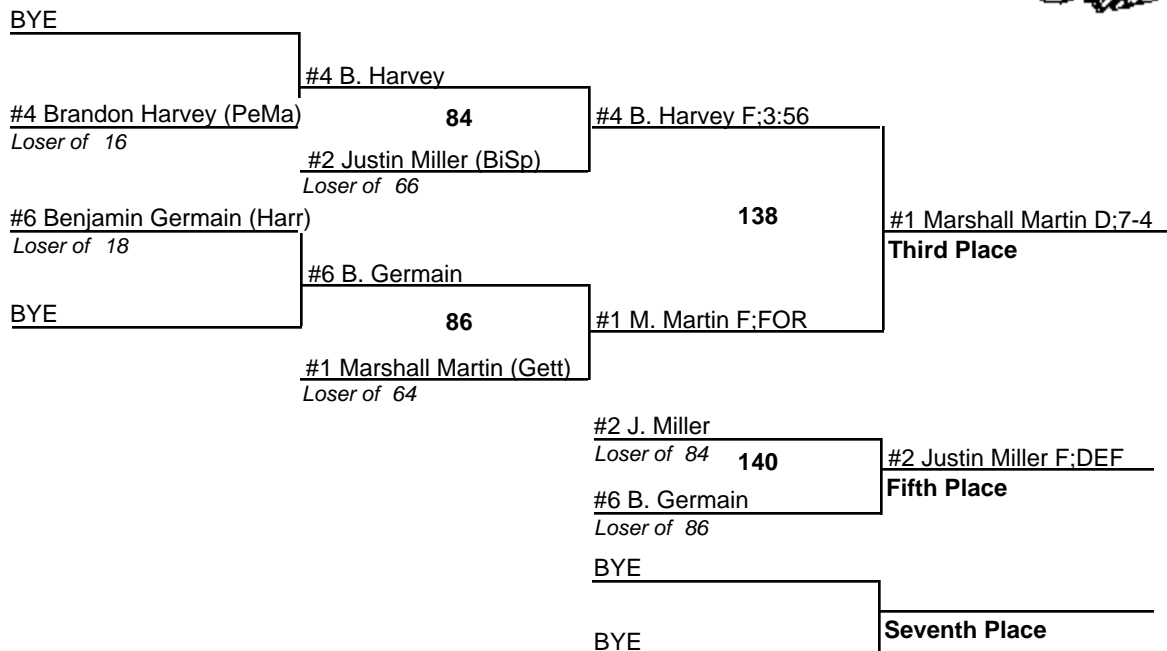 BYE
#4 B. Harvey
#4 Brandon Harvey (PeMa)
84
#4 B. Harvey F;3:56
Loser of 16
#2 Justin Miller (BiSp)
Loser of 66
#6 Benjamin Germain (Harr)
138
#1 Marshall Martin D;7-4
Loser of 18
Third Place
#6 B. Germain
BYE
86
#1 M. Martin F;FOR
#1 Marshall Martin (Gett)
Loser of 64
#2 J. Miller
Loser of 84
140
#2 Justin Miller F;DEF
Fifth Place
#6 B. Germain
Loser of 86
BYE
Seventh Place
BYE